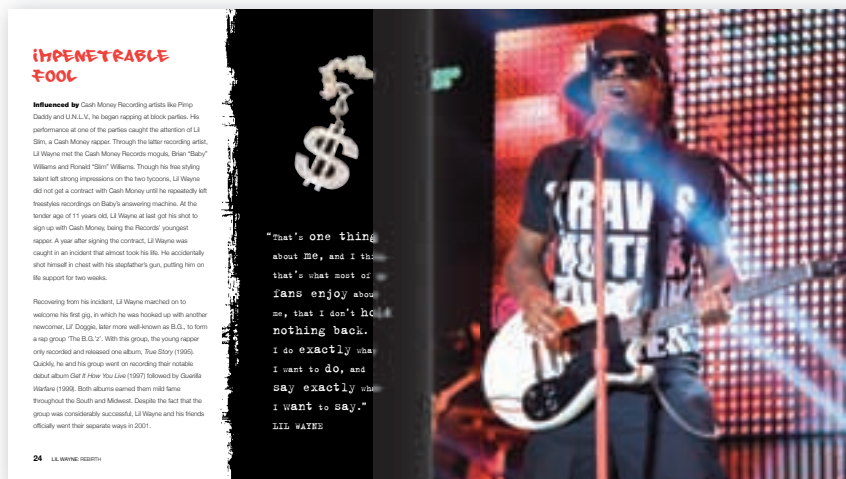 IMPENETRABLE
FOOL
Influenced by Cash Money Recording artists like Pimp
Daddy and U.N.L.V., he began rapping at block parties. His
performance at one of the parties caught the attention of Lil
Slim, a Cash Money rapper. Through the latter recording artist,
Lil Wayne met the Cash Money Records moguls, Brian "Baby"
Williams and Ronald "Slim" Williams. Though his free styling
talent left strong impressions on the two tycoons, Lil Wayne
did not get a contract with Cash Money until he repeatedly left
freestyles recordings on Baby's answering machine. At the
tender age of 11 years old, Lil Wayne at last got his shot to
sign up with Cash Money, being the Records' youngest
rapper. A year after signing the contract, Lil Wayne was
caught in an incident that almost took his life. He accidentally
shot himself in chest with his stepfather's gun, putting him on
life support for two weeks.
Recovering from his incident, Lil Wayne marched on to
welcome his first gig, in which he was hooked up with another
newcomer, Lil' Doggie, later more well-known as B.G., to form
a rap group 'The B.G.'z'. With this group, the young rapper
only recorded and released one album, True Story (1995).
Quickly, he and his group went on recording their notable
debut album Get It How You Live (1997) followed by Guerilla
Warfare (1999). Both albums earned them mild fame
throughout the South and Midwest. Despite the fact that the
group was considerably successful, Lil Wayne and his friends
officially went their separate ways in 2001.
24 LIL WAYNE: REBIRTH
$
"That's one thing
about me, and I
that's what most of
fans enjoy
me, that I don't hold
nothing back.
I do exactly
I want to do, and
say exactly
I want to say."
LIL WAYNE